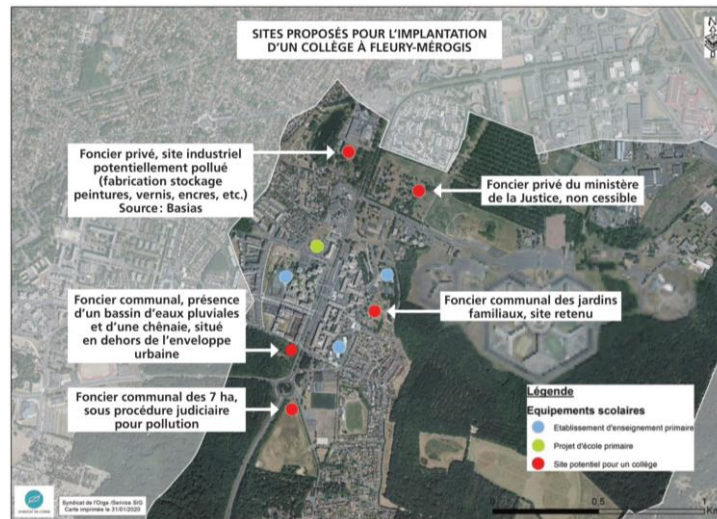 SITES PROPOSÉS POUR L'IMPLANTATION
D'UN COLLÈGE À FLEURY-MÉROGIS
N
Foncier privé, site industriel
potentiellement pollué
(fabrication stockage
peintures, vernis, encres, etc.)
Source : Basias
Foncier privé du ministère
de la Justice, non cessible
Foncier communal, présence
d'un bassin d'eaux pluviales
et d'une chênaie, situé
en dehors de l'enveloppe
urbaine
Foncier communal des jardins
familiaux, site retenu
Foncier communal des 7 ha,
sous procédure judiciaire
pour pollution
Légende
Equipements scolaires
Etablissement d'enseignement primaire
Projet d'école primaire
Site potentiel pour un collège
Syndicat de l'Orge /Service SIG
Carte imprimée le 31/01/2020
0 0,5 1
Km